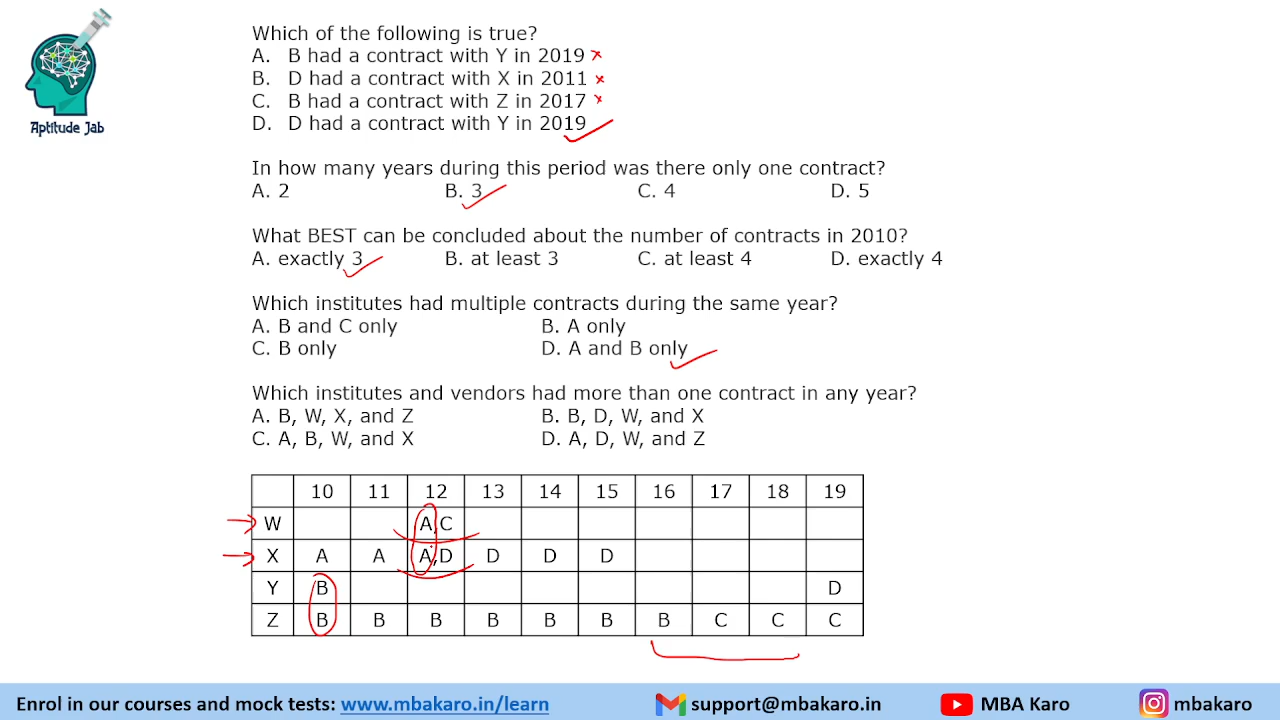 Aptitude Jab
Which of the following is true?
A. B had a contract with Y in 2019
B. D had a contract with X in 2011
C. B had a contract with Z in 2017
D. D had a contract with Y in 2019
In how many years during this period was there only one contract?
A. 2 B. 3 C. 4 D. 5
What BEST can be concluded about the number of contracts in 2010?
A. exactly 3 B. at least 3 C. at least 4 D. exactly 4
Which institutes had multiple contracts during the same year?
A. B and C only B. A only
C. B only D. A and B only
Which institutes and vendors had more than one contract in any year?
A. B, W, X, and Z B. B, D, W, and X
C. A, B, W, and X D. A, D, W, and Z
10 11 12 13 14 15 16 17 18 19
W A,C
X A A A,D D D D
Y B D
Z B B B B B B B C C C
Enrol in our courses and mock tests: www.mbakaro.in/learn support@mbakaro.in MBA Karo mbakaro